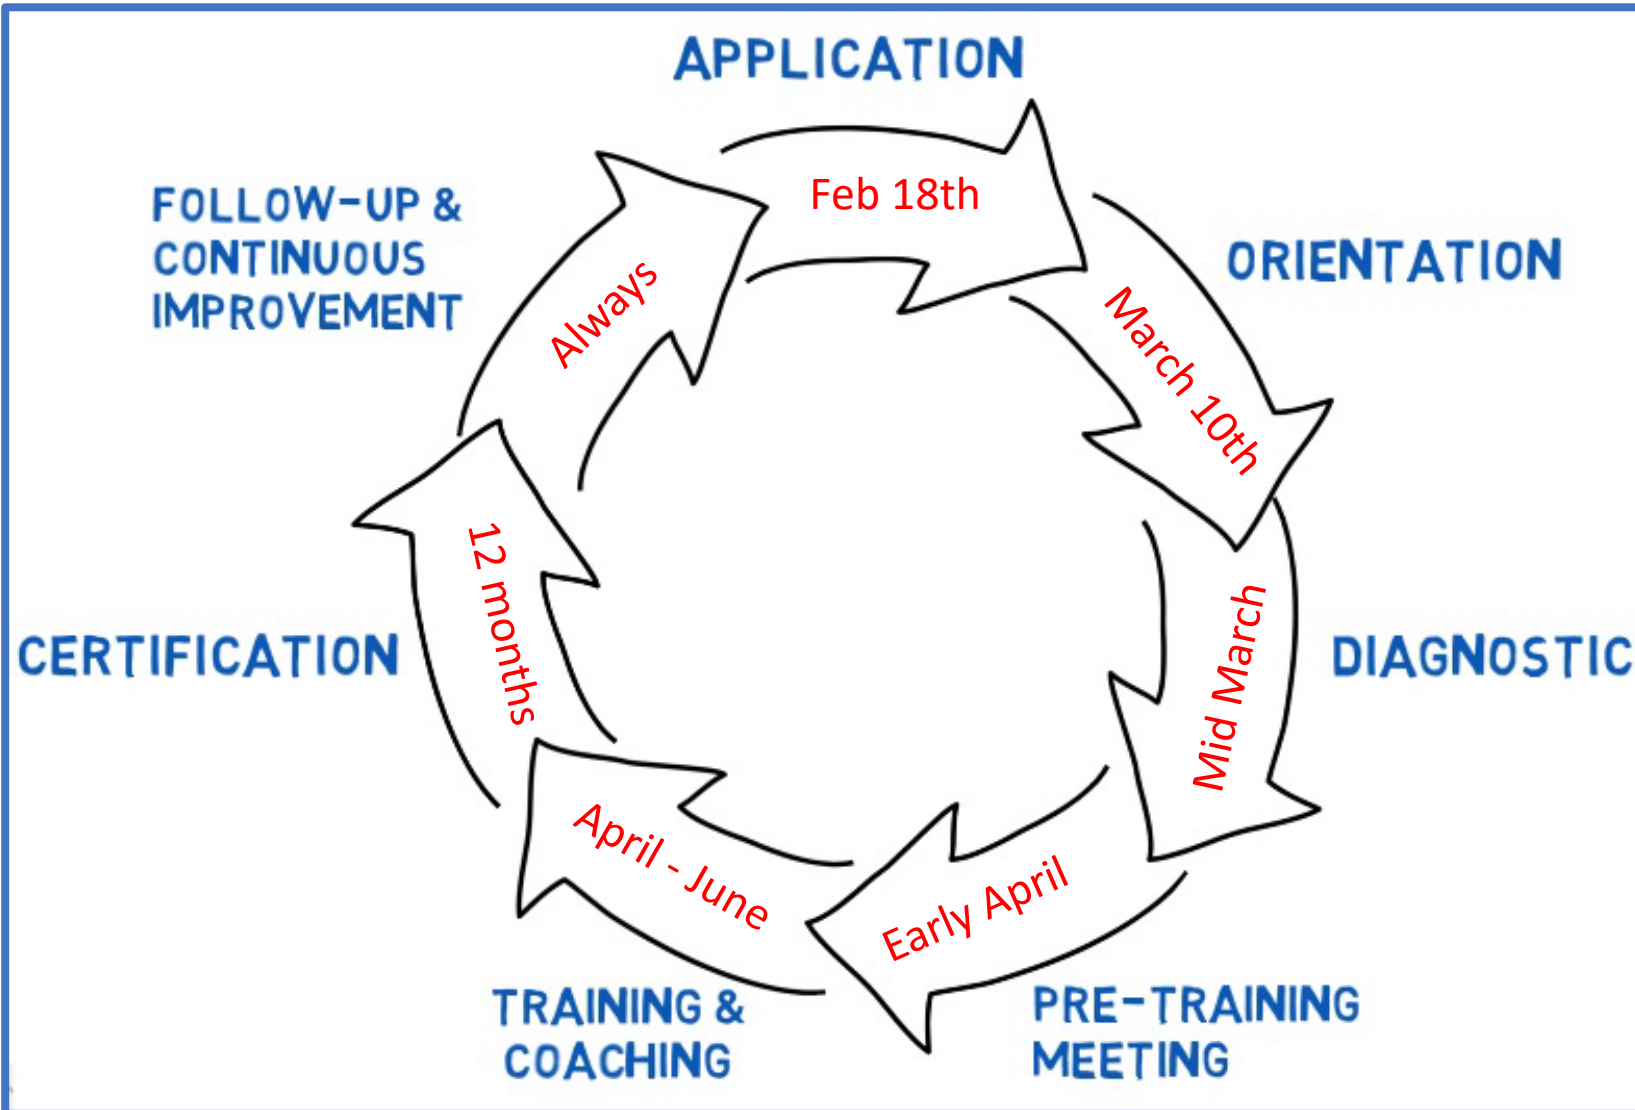 APPLICATION
Feb 18th
ORIENTATION
March 10th
DIAGNOSTIC
Mid March
PRE-TRAINING
MEETING
Early April
TRAINING &
COACHING
April - June
CERTIFICATION
12 months
FOLLOW-UP &
CONTINUOUS
IMPROVEMENT
Always